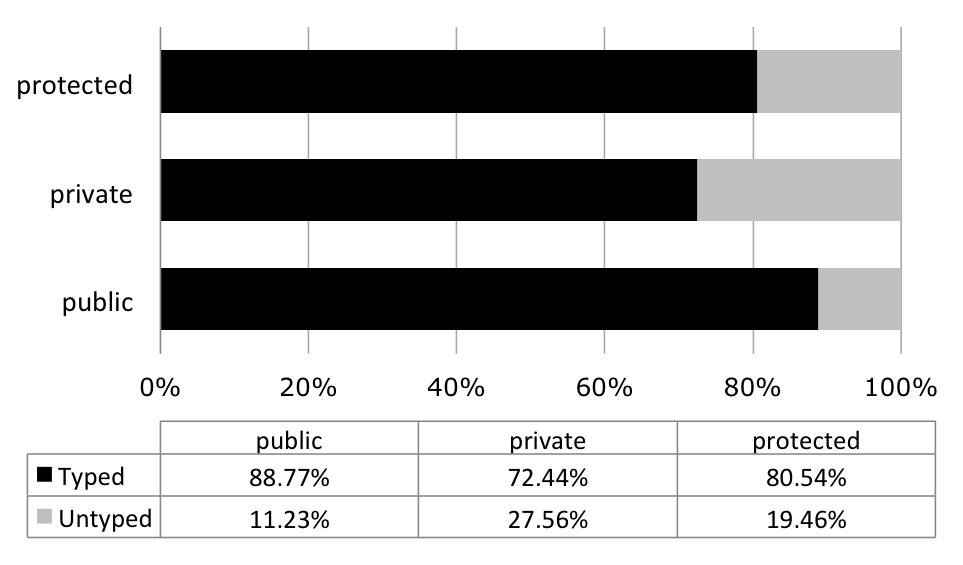 protected
private
public
0% 20% 40% 60% 80% 100%
public private protected
Typed 88.77% 72.44% 80.54%
Untyped 11.23% 27.56% 19.46%